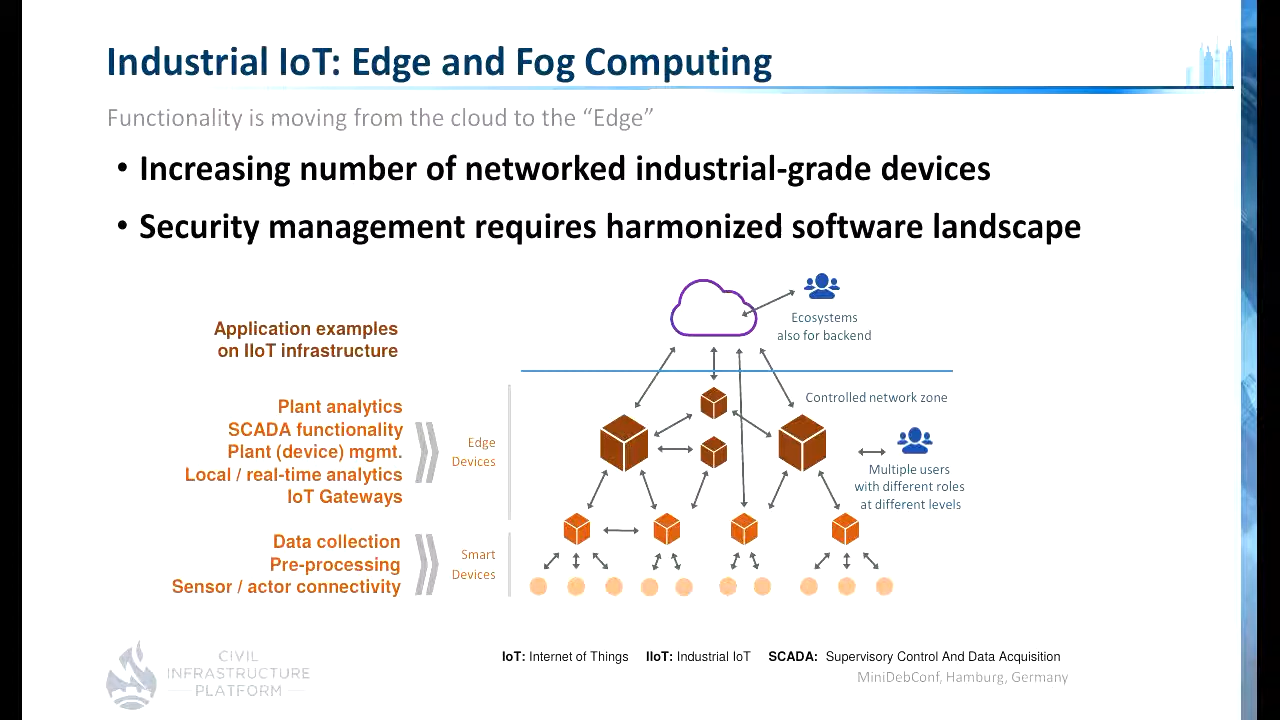 Industrial IoT: Edge and Fog Computing
Functionality is moving from the cloud to the “Edge”
• Increasing number of networked industrial-grade devices
• Security management requires harmonized software landscape
Ecosystems
also for backend
Application examples
on IIoT infrastructure
Controlled network zone
Plant analytics
SCADA functionality
Plant (device) mgmt.
Local / real-time analytics
IoT Gateways
Edge
Devices
Multiple users
with different roles
at different levels
Data collection
Pre-processing
Sensor / actor connectivity
Smart
Devices
CIVIL
INFRASTRUCTURE
PLATFORM
IoT: Internet of Things IIoT: Industrial IoT SCADA: Supervisory Control And Data Acquisition
MiniDebConf, Hamburg, Germany